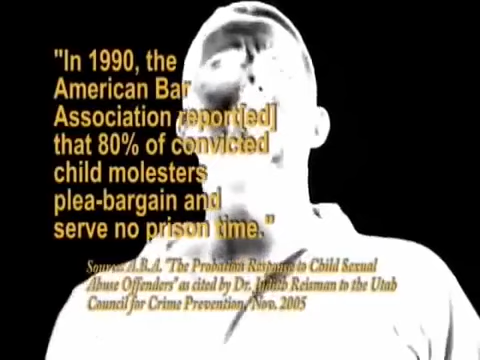 "In 1990, the
American Bar
Association report[ed]
that 80% of convicted
child molesters
plea-bargain and
serve no prison time."
Source: A.B.A. "The Probation Response to Child Sexual
Abuse Offenders" as cited by Dr. Judith Reisman to the Utah
Council for Crime Prevention, Nov. 2005